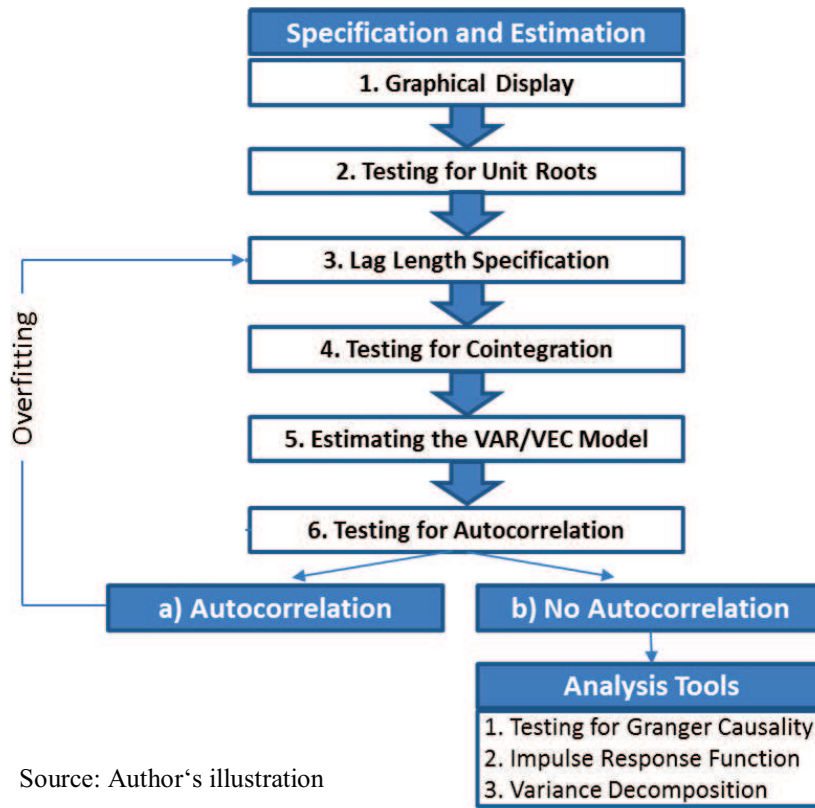 Specification and Estimation
1. Graphical Display
2. Testing for Unit Roots
3. Lag Length Specification
4. Testing for Cointegration
5. Estimating the VAR/VEC Model
6. Testing for Autocorrelation
Overfitting
a) Autocorrelation
b) No Autocorrelation
Analysis Tools
1. Testing for Granger Causality
2. Impulse Response Function
3. Variance Decomposition
Source: Author‘s illustration